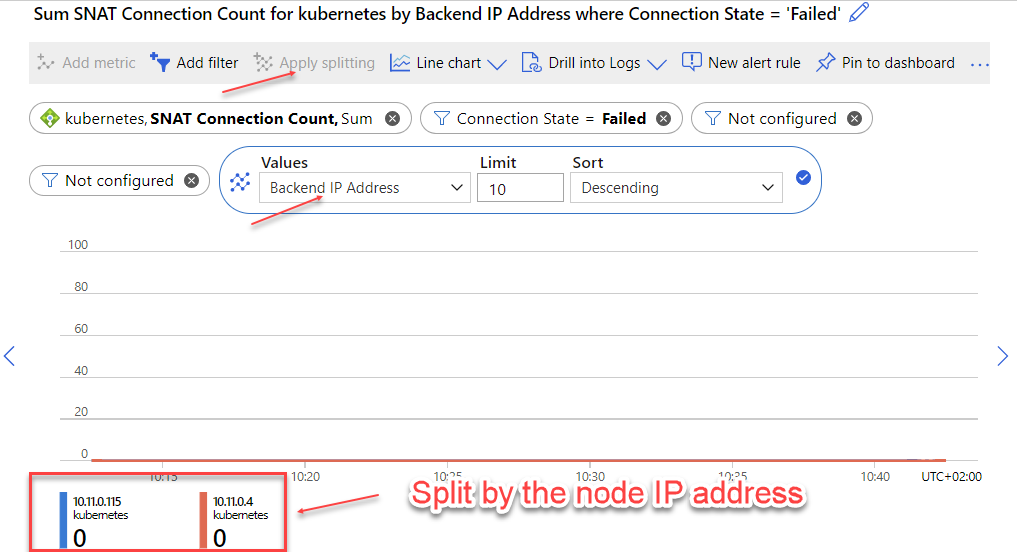 Sum SNAT Connection Count for kubernetes by Backend IP Address where Connection State = 'Failed'
Add metric Add filter Apply splitting Line chart Drill into Logs New alert rule Pin to dashboard ...
kubernetes, SNAT Connection Count, Sum Connection State = Failed Not configured
Not configured
Values Limit Sort
Backend IP Address 10 Descending
100
80
60
40
20
0
10:15 10:20 10:25 10:30 10:35 10:40 UTC+02:00
10.11.0.115 10.11.0.4
kubernetes kubernetes
0 0
Split by the node IP address